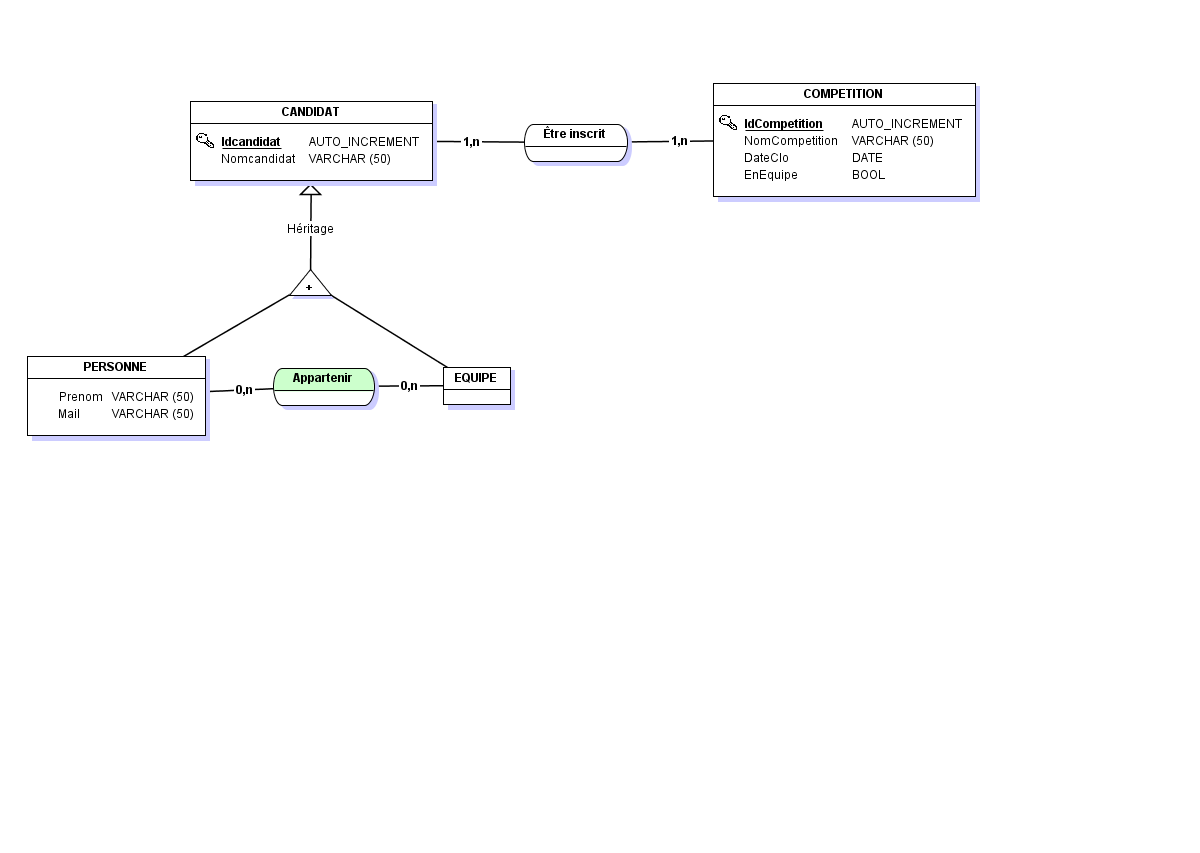 CANDIDAT
Idcandidat AUTO_INCREMENT
Nomcandidat VARCHAR (50)
1,n
Être inscrit
1,n
COMPETITION
IdCompetition AUTO_INCREMENT
NomCompetition VARCHAR (50)
DateClo DATE
EnEquipe BOOL
Héritage
+
PERSONNE
Prenom VARCHAR (50)
Mail VARCHAR (50)
0,n
Appartenir
0,n
EQUIPE